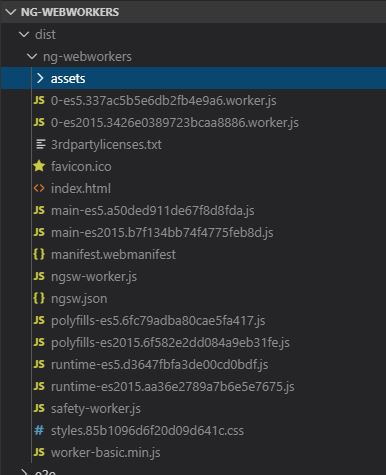 NG-WEBWORKERS
dist
ng-webworkers
assets
JS 0-es5.337ac5b5e6db2fb4e9a6.worker.js
JS 0-es2015.3426e0389723bcaa8886.worker.js
3rdpartylicenses.txt
favicon.ico
<> index.html
JS main-es5.a50ded911de67f8d8fda.js
JS main-es2015.b7f134bb74f4775feb8d.js
{} manifest.webmanifest
JS ngsw-worker.js
{} ngsw.json
JS polyfills-es5.6fc79adba80cae5fa417.js
JS polyfills-es2015.6f582e2dd084a9eb31fe.js
JS runtime-es5.d3647fbfa3de00cd0bdf.js
JS runtime-es2015.aa36e2789a7b6e5e7675.js
JS safety-worker.js
# styles.85b1096d6f20d09d641c.css
JS worker-basic.min.js
e2e